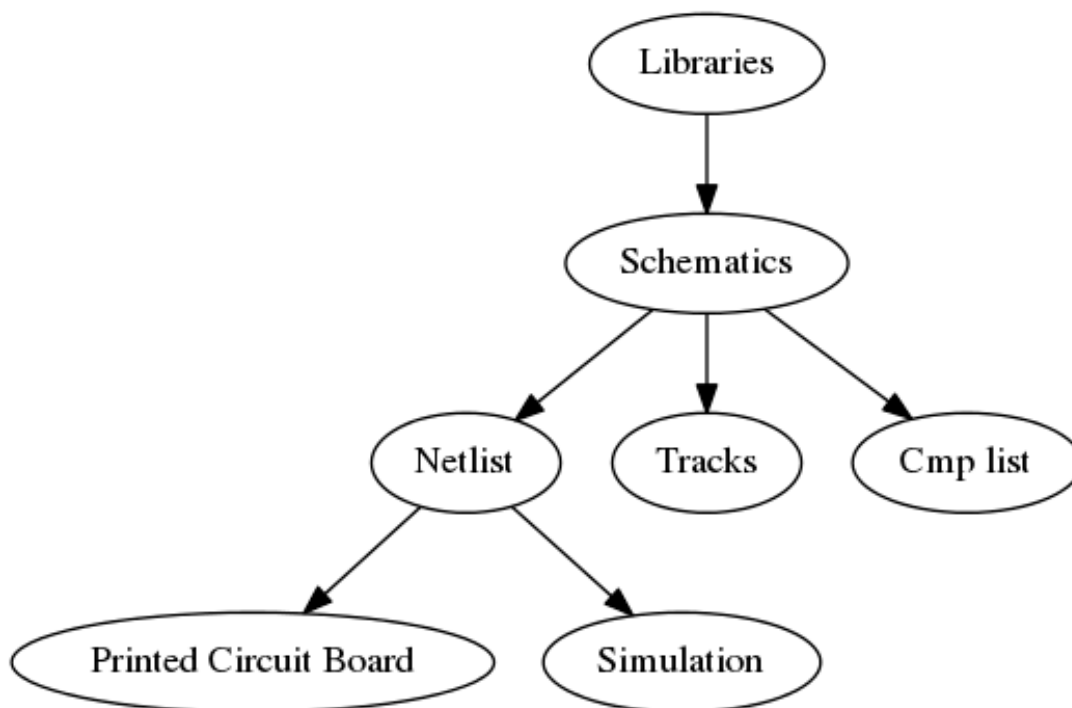 Libraries
Schematics
Netlist
Tracks
Cmp list
Printed Circuit Board
Simulation